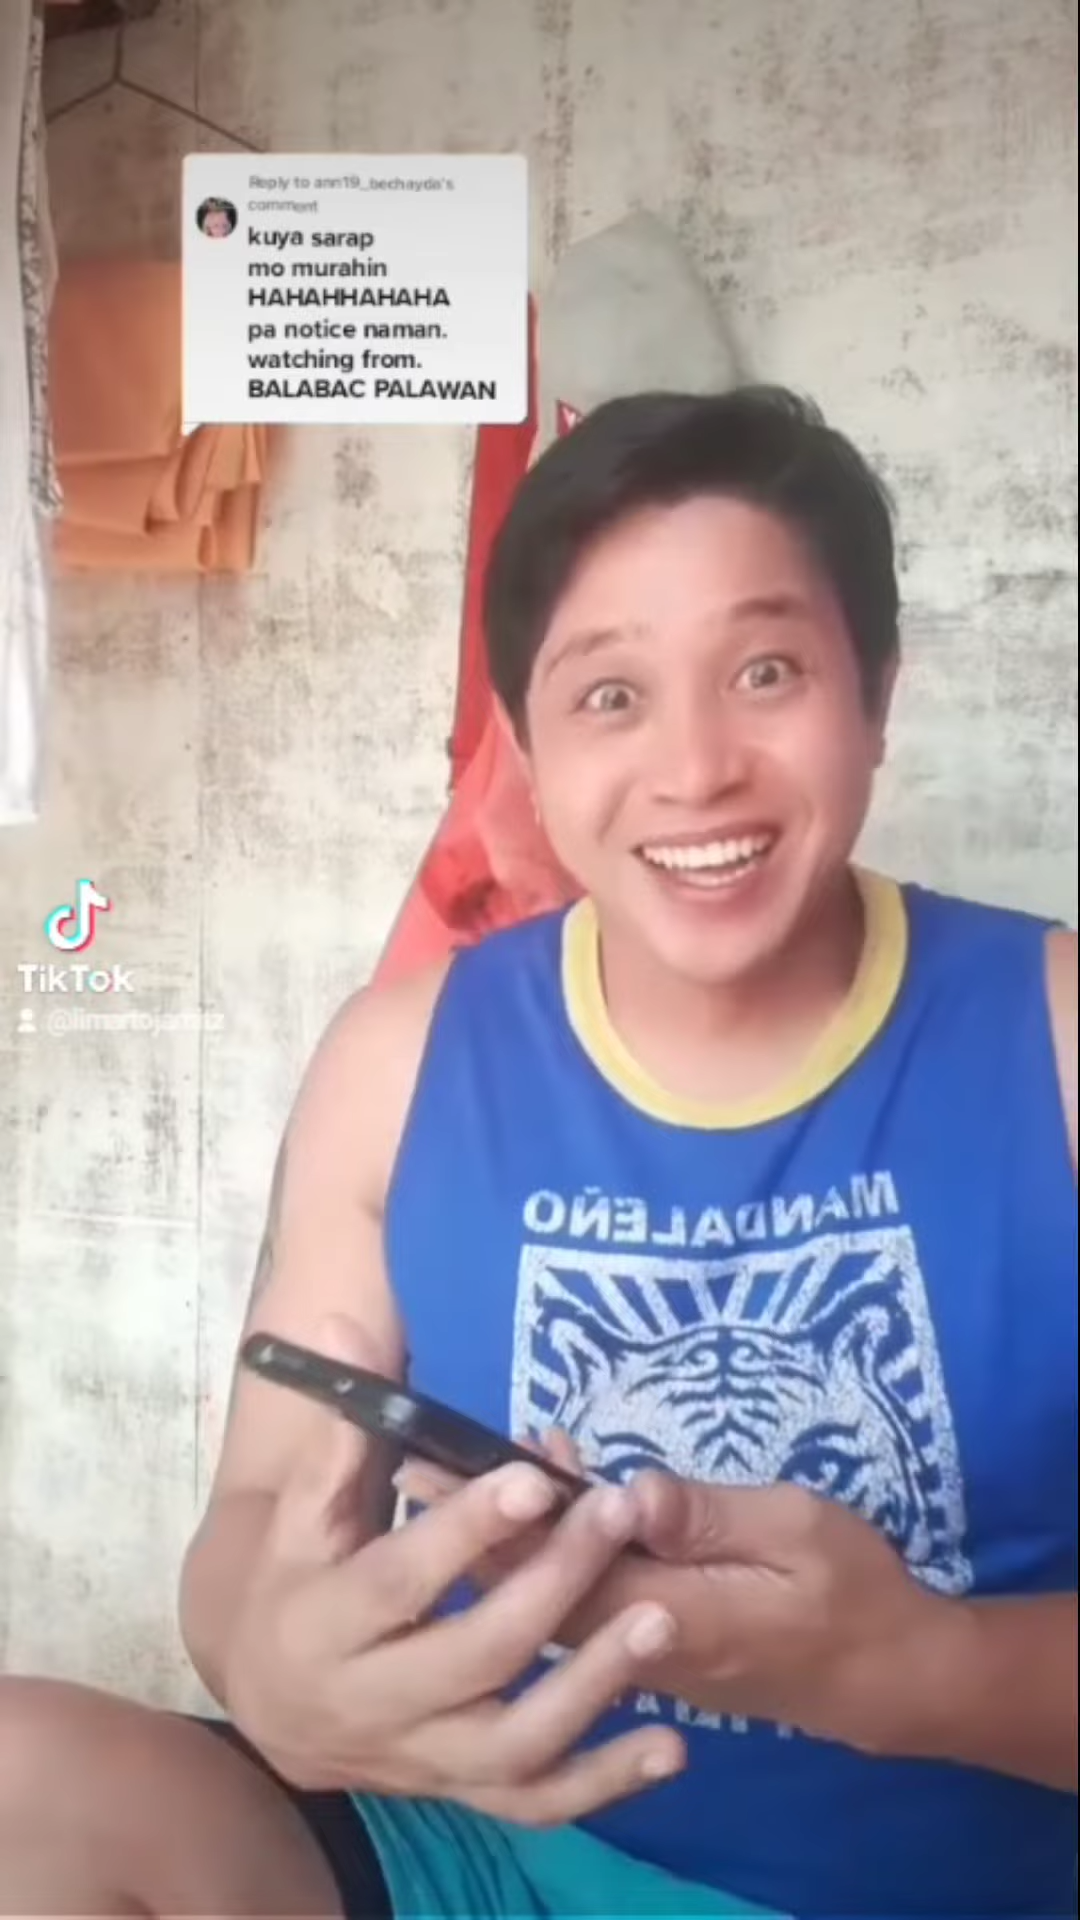 Reply to ann19_bechayda's
comment
kuya sarap
mo murahin
HAHAHHAHAHA
pa notice naman.
watching from.
BALABAC PALAWAN
TikTok
MANDALEÑO